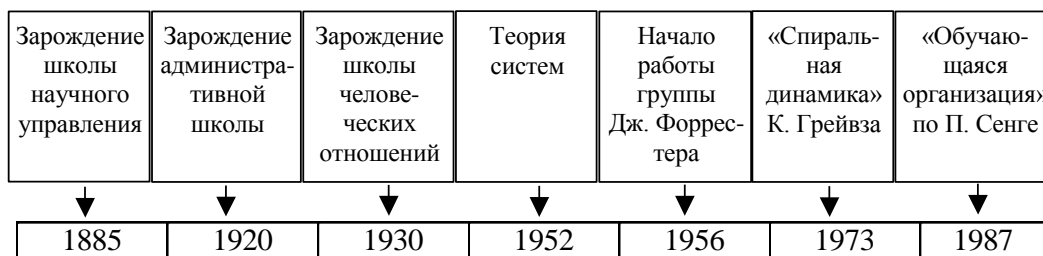 Зарождение
школы
научного
управления
Зарождение
администра-
тивной
школы
Зарождение
школы
челове-
ческих
отношений
Теория
систем
Начало
работы
группы
Дж. Форрес-
тера
«Спираль-
ная
динамика»
К. Грейвза
«Обучаю-
щаяся
организация»
по П. Сенге
1885
1920
1930
1952
1956
1973
1987